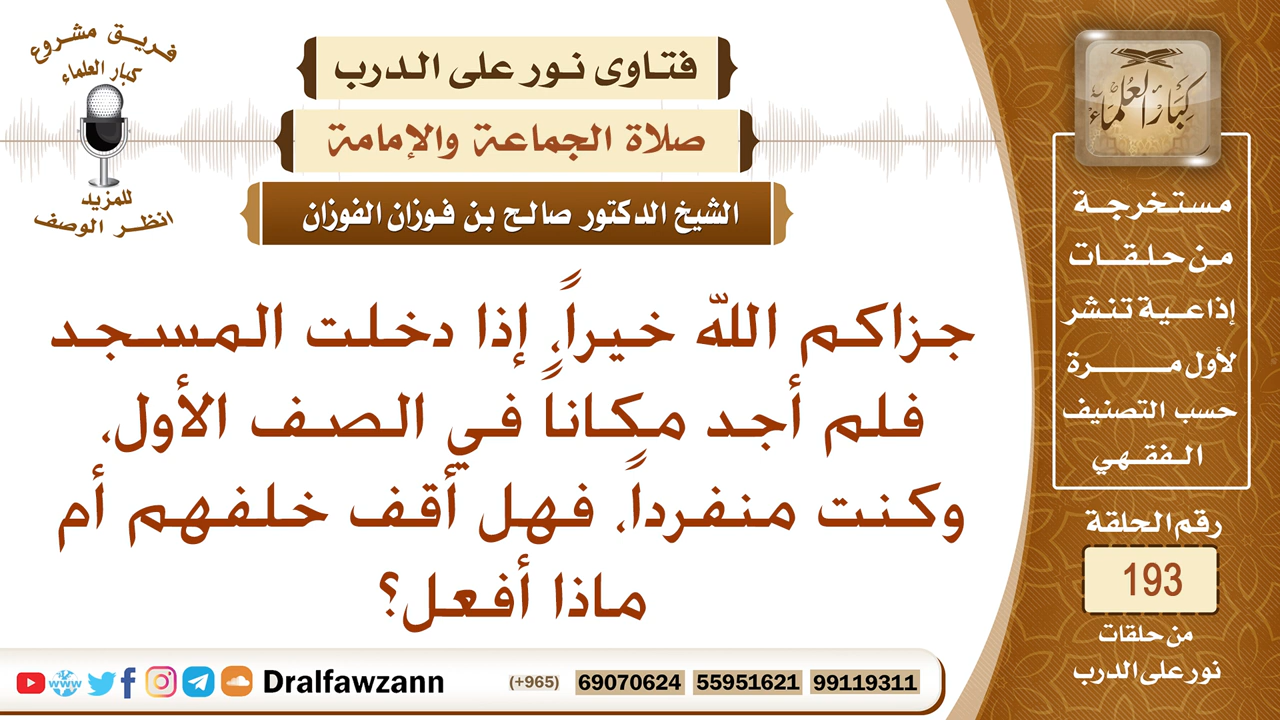 فريق مشروع
كبار العلماء
للمزيد
انظر الوصف
فتاوى نور على الدرب
صلاة الجماعة والإمامة
الشيخ الدكتور صالح بن فوزان الفوزان
جزاكم الله خيراً، إذا دخلت المسجد
فلم أجد مكاناً في الصف الأول،
وكنت منفرداً، فهل أقف خلفهم أم
ماذا أفعل؟
كبار العلماء
مستخرجة
من حلقات
إذاعية تنشر
لأول مرة
حسب التصنيف
الفقهي
رقم الحلقة
193
من حلقات
نور على الدرب
www Dralfawzann (+965) 69070624 55951621 99119311